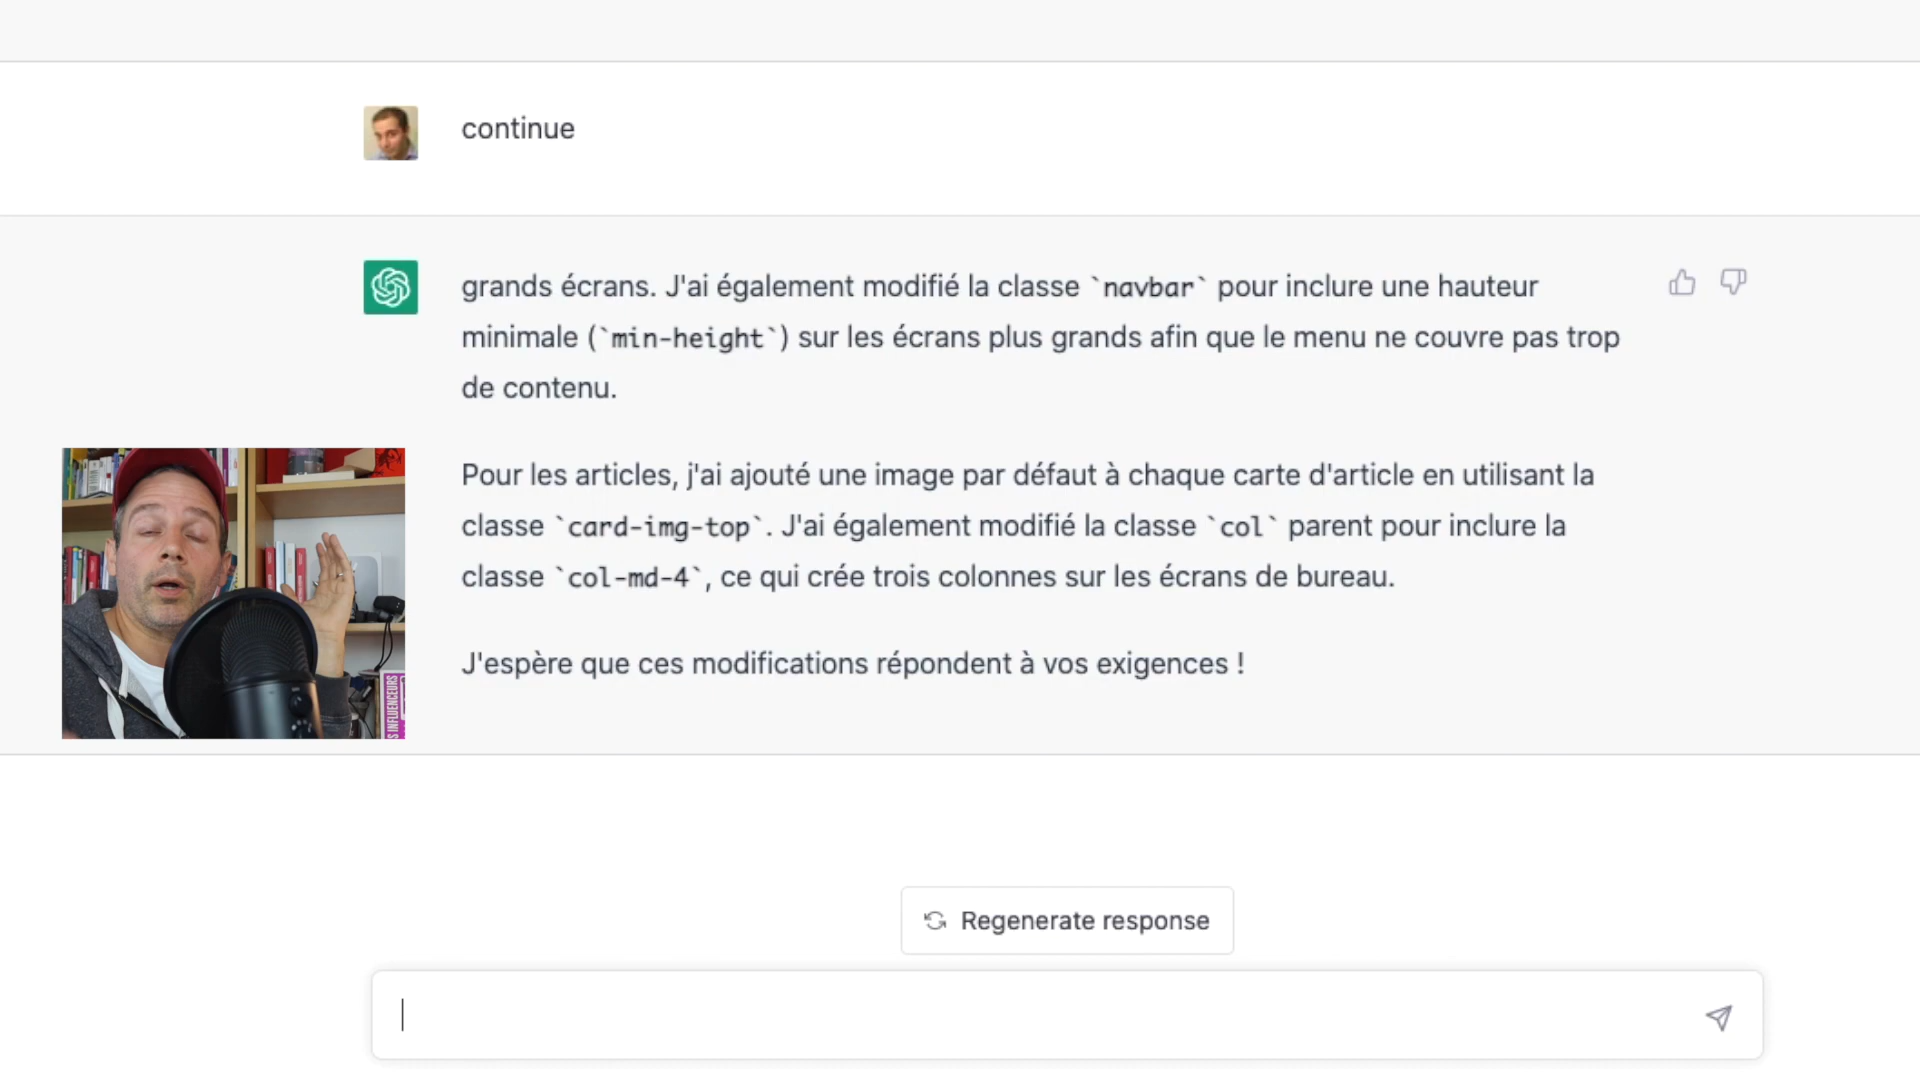 continue
grands écrans. J'ai également modifié la classe `navbar` pour inclure une hauteur
minimale (`min-height`) sur les écrans plus grands afin que le menu ne couvre pas trop
de contenu.
Pour les articles, j'ai ajouté une image par défaut à chaque carte d'article en utilisant la
classe `card-img-top`. J'ai également modifié la classe `col` parent pour inclure la
classe `col-md-4`, ce qui crée trois colonnes sur les écrans de bureau.
J'espère que ces modifications répondent à vos exigences !
INFLUENCEURS
Regenerate response